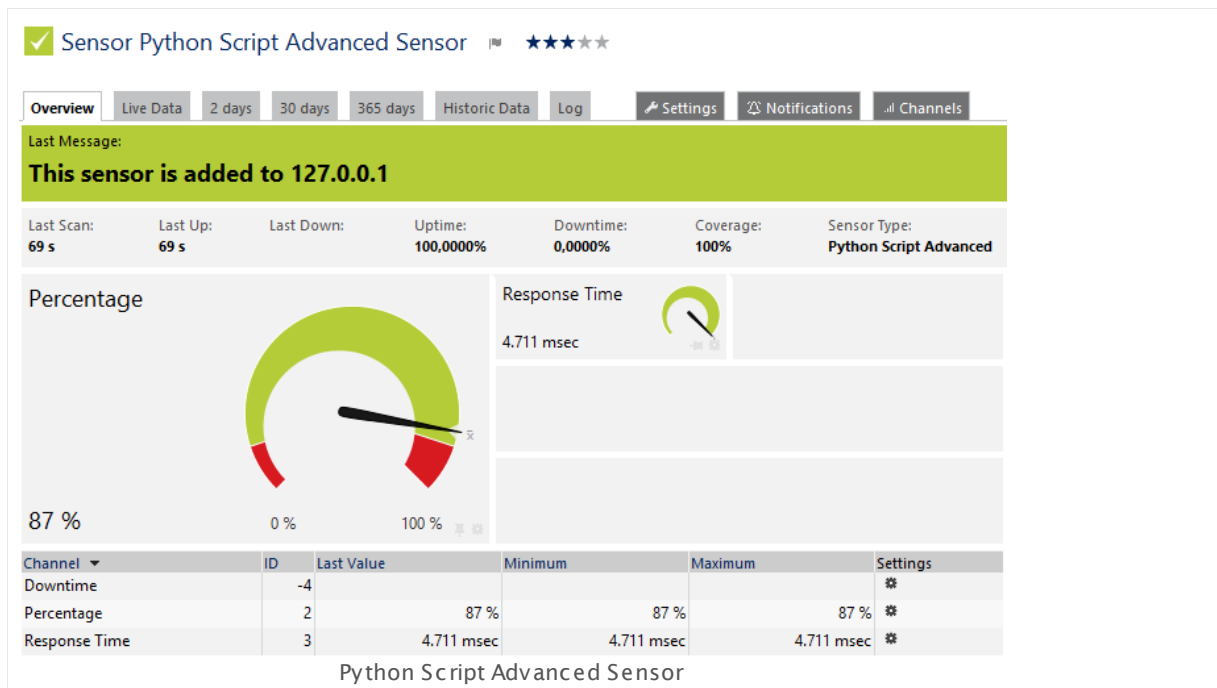 Sensor Python Script Advanced Sensor
Overview Live Data 2 days 30 days 365 days Historic Data Log Settings Notifications Channels
Last Message:
This sensor is added to 127.0.0.1
Last Scan: Last Up: Last Down: Uptime: Downtime: Coverage: Sensor Type:
69 s 69 s 100,0000% 0,0000% 100% Python Script Advanced
Percentage
Response Time
4.711 msec
x̄
87 % 0 % 100 %
Channel ID Last Value Minimum Maximum Settings
Downtime -4
Percentage 2 87 % 87 % 87 %
Response Time 3 4.711 msec 4.711 msec 4.711 msec
Python Script Advanced Sensor